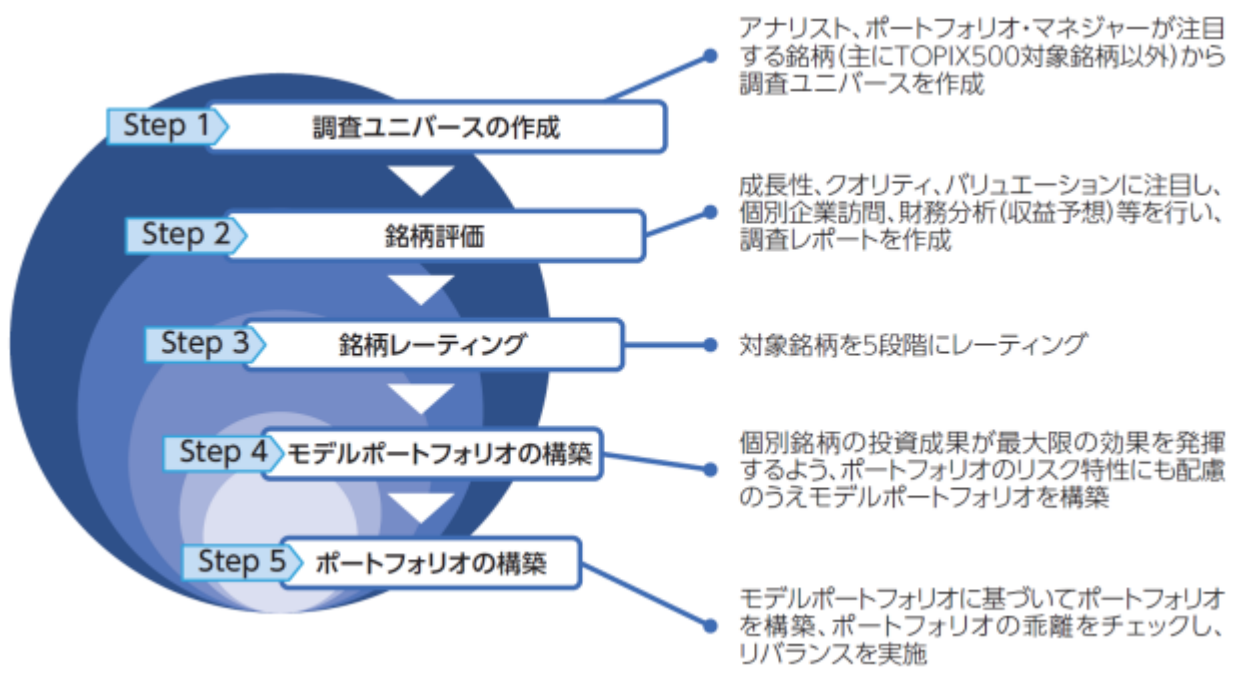 アナリスト、ポートフォリオ・マネジャーが注目
する銘柄(主にTOPIX500対象銘柄以外)から
調査ユニバースを作成
Step 1
調査ユニバースの作成
成長性、クオリティ、バリュエーションに注目し、
個別企業訪問、財務分析(収益予想)等を行い、
調査レポートを作成
Step 2
銘柄評価
Step 3
銘柄レーティング
対象銘柄を5段階にレーティング
Step 4
モデルポートフォリオの構築
個別銘柄の投資成果が最大限の効果を発揮
するよう、ポートフォリオのリスク特性にも配慮
のうえモデルポートフォリオを構築
Step 5
ポートフォリオの構築
モデルポートフォリオに基づいてポートフォリオ
を構築、ポートフォリオの乖離をチェックし、
リバランスを実施